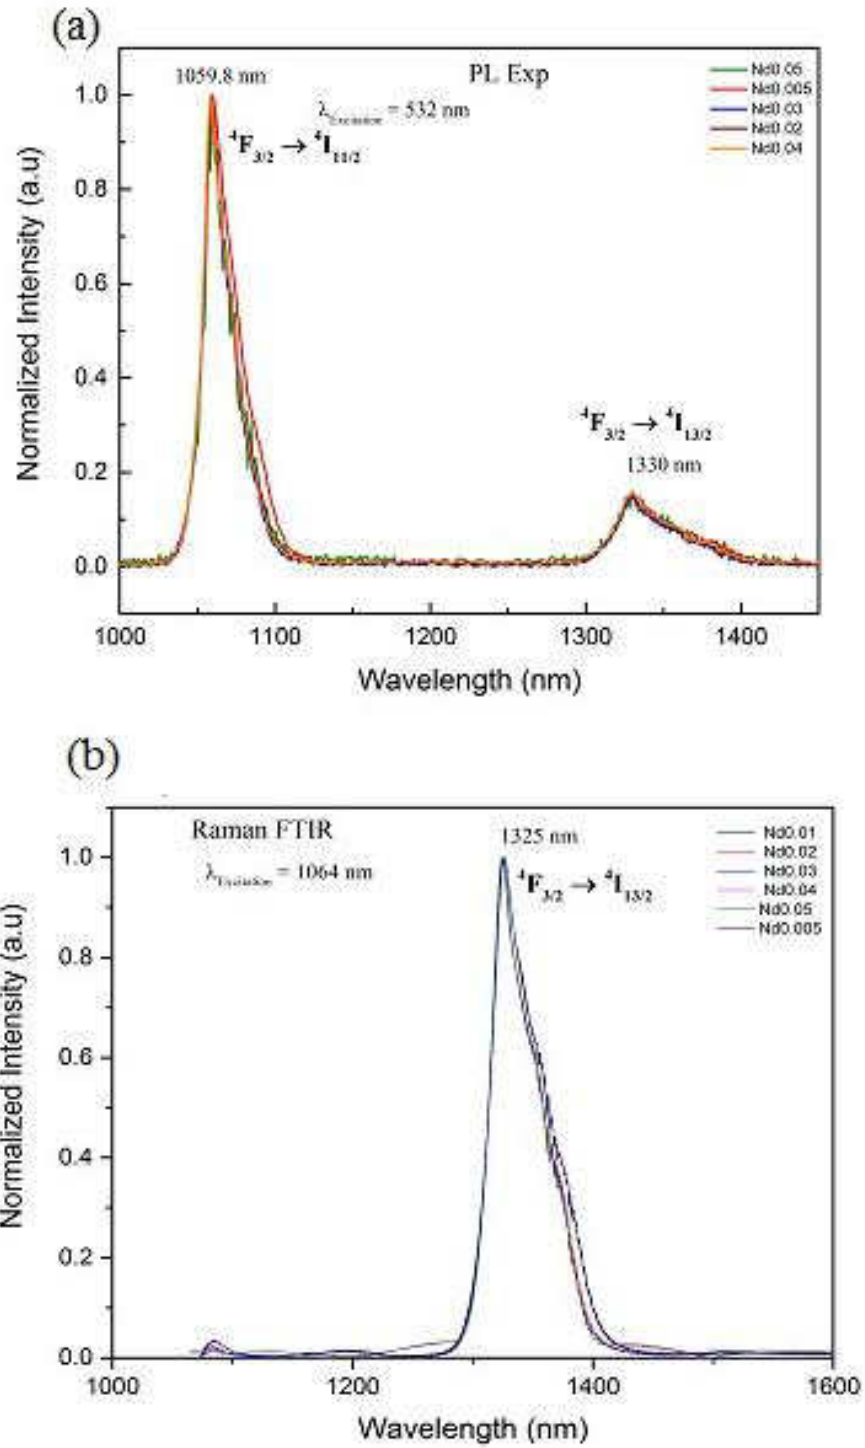 (a)
1059.8 nm
PL Exp
λExcitation = 532 nm
⁴F₃/₂ → ⁴I₁₁/₂
Nd0.05
Nd0.005
Nd0.03
Nd0.02
Nd0.04
⁴F₃/₂ → ⁴I₁₃/₂
1330 nm
Normalized Intensity (a.u)
1.0
0.8
0.6
0.4
0.2
0.0
1000 1100 1200 1300 1400
Wavelength (nm)
(b)
Raman FTIR
λExcitation = 1064 nm
1325 nm
⁴F₃/₂ → ⁴I₁₃/₂
Nd0.01
Nd0.02
Nd0.03
Nd0.04
Nd0.05
Nd0.005
Normalized Intensity (a.u)
1.0
0.8
0.6
0.4
0.2
0.0
1000 1200 1400 1600
Wavelength (nm)